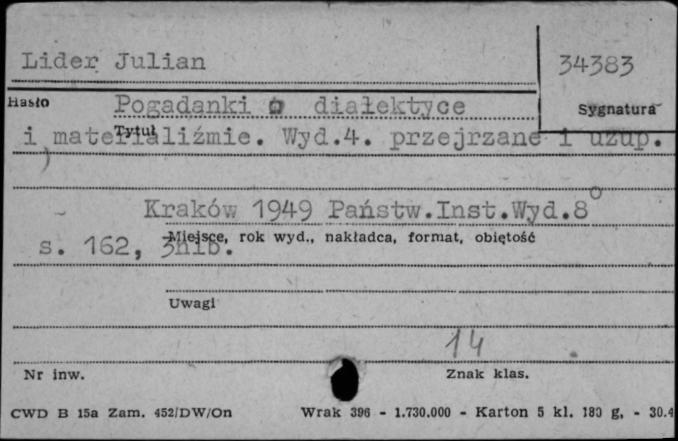 Lider Julian
34383
Hasło
Pogadanki o dialektyce
Sygnatura
Tytuł
i materializmie. Wyd.4. przejrzane i uzup.
Kraków 1949 Państw.Inst.Wyd.8°
Miejsce, rok wyd., nakładca, format, objętość
s. 162, 3nlb.
Uwagi
14
Nr inw.
Znak klas.
CWD B 15a Zam. 452/DW/On
Wrak 396 - 1.730.000 - Karton 5 kl. 180 g, - 30.4